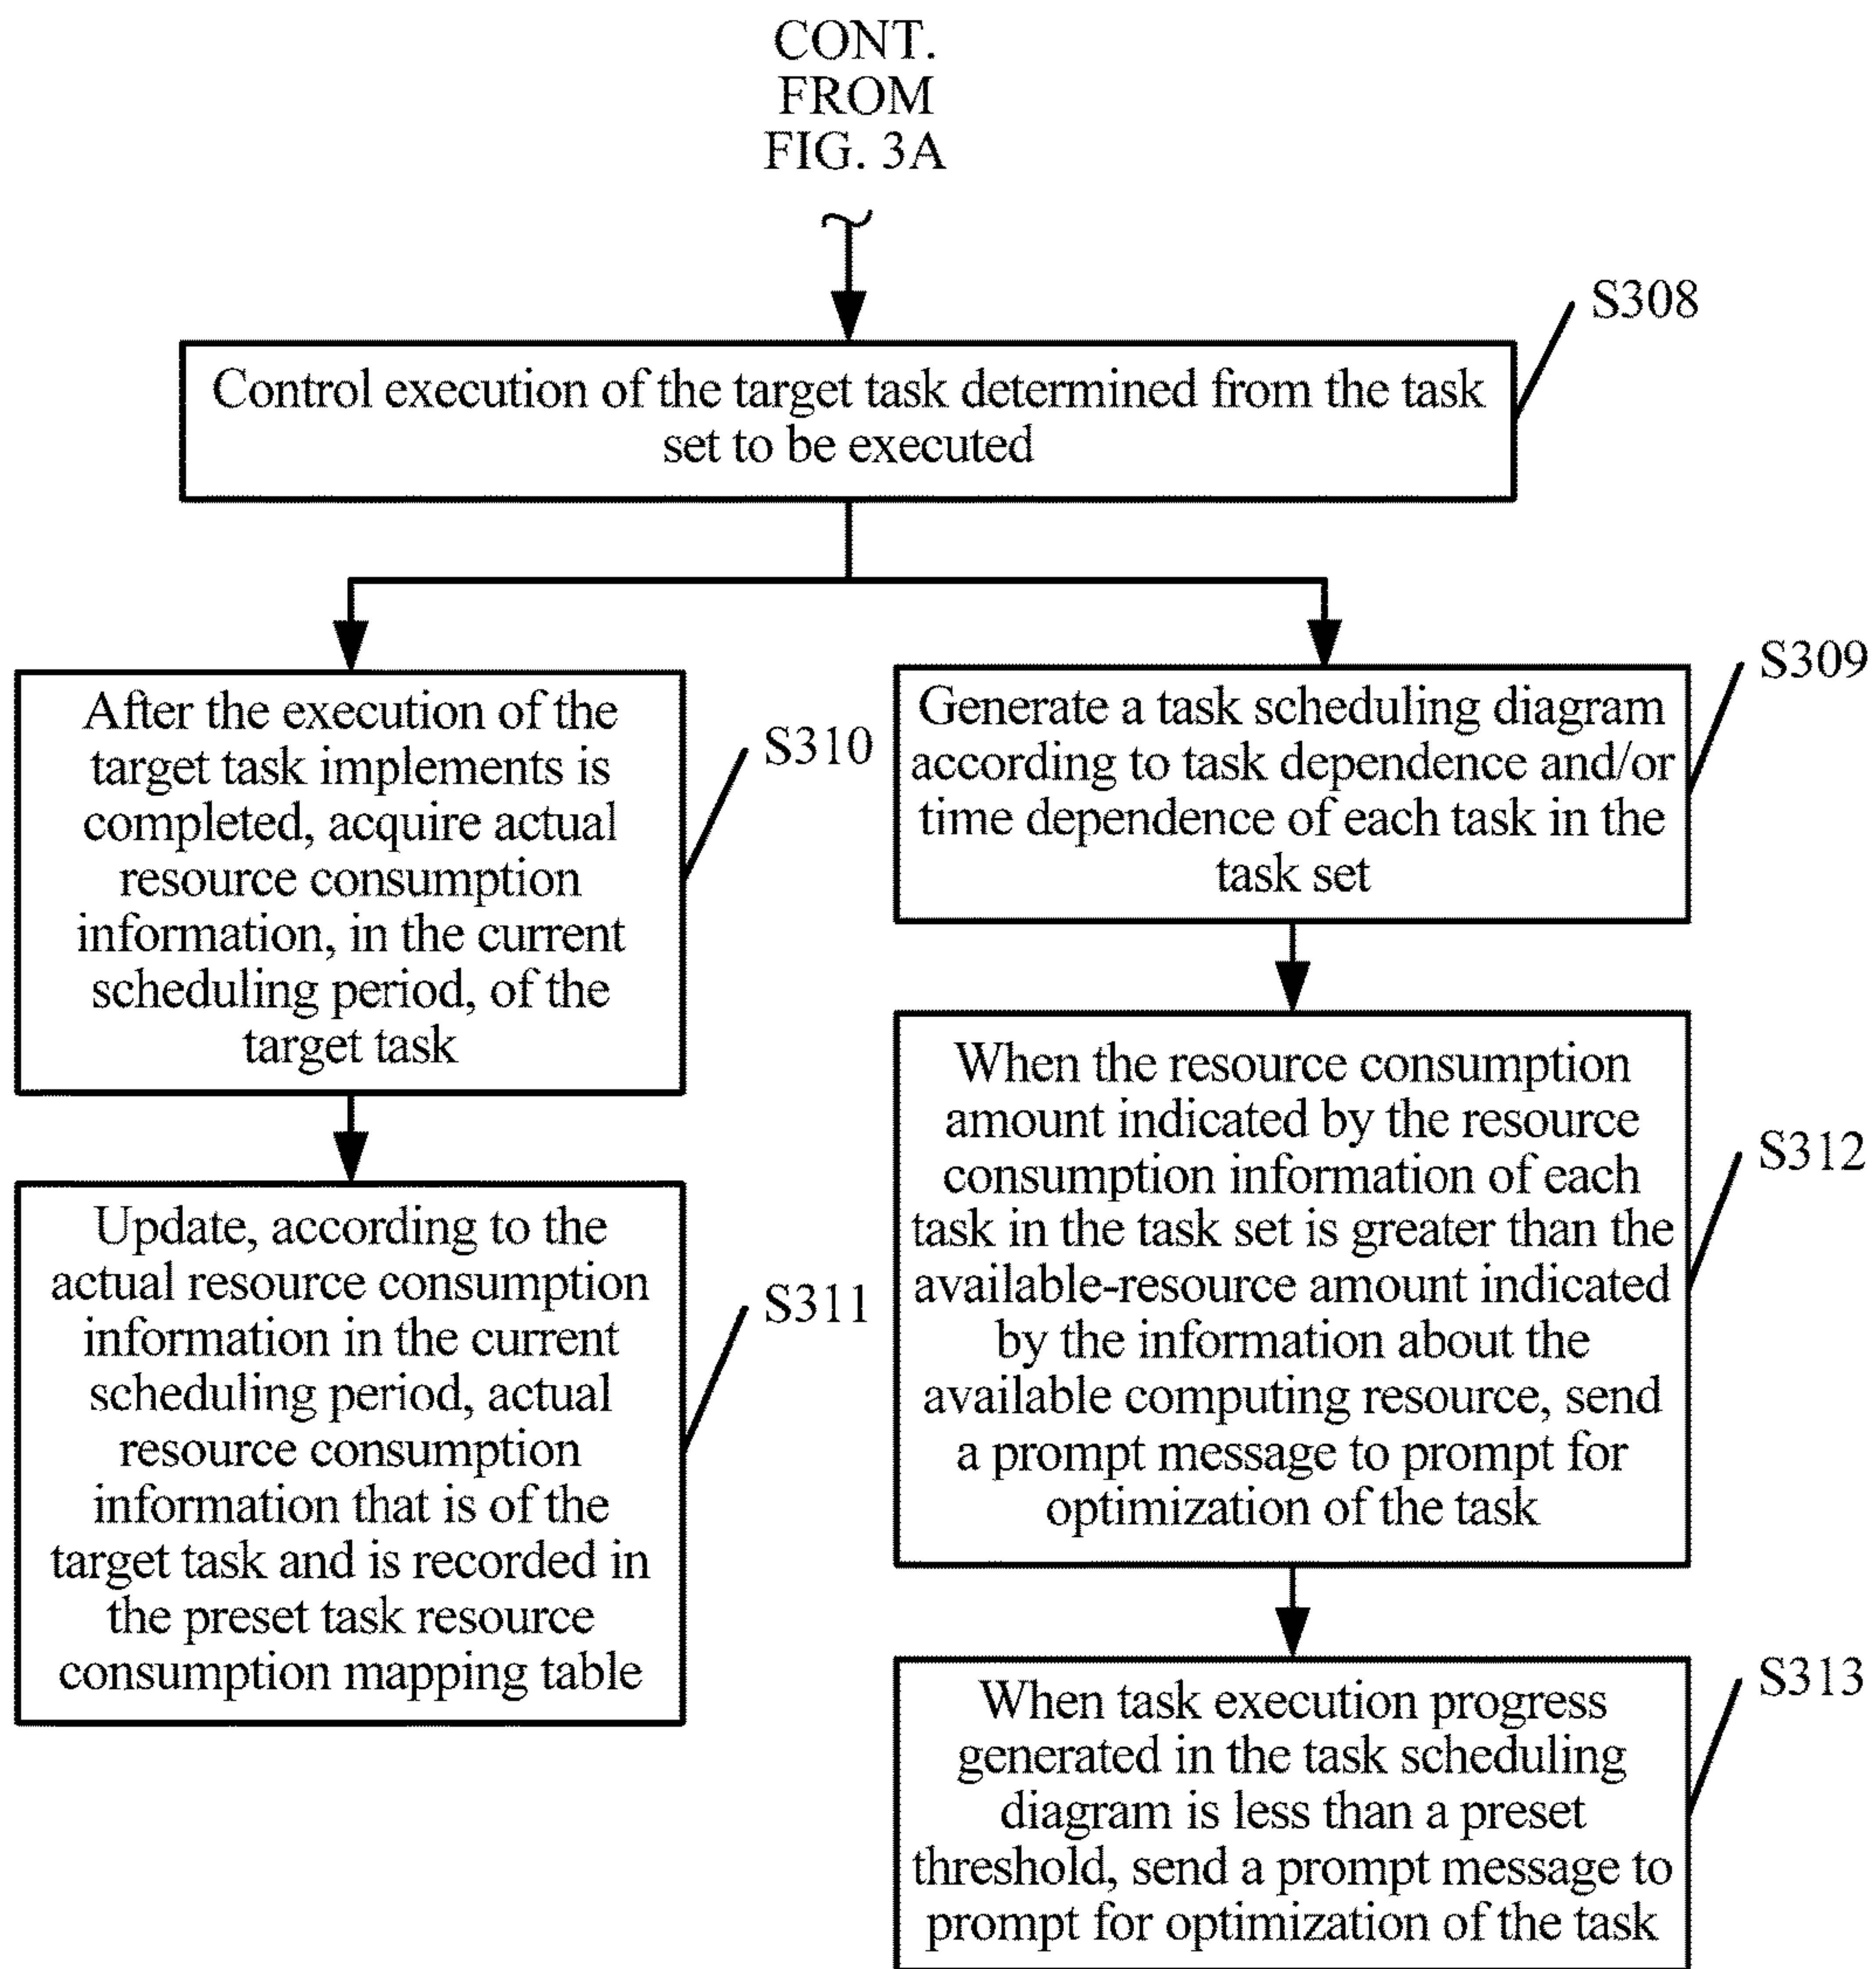 CONT.
FROM
FIG. 3A
S308
Control execution of the target task determined from the task
set to be executed
After the execution of the
target task implements is
completed, acquire actual
resource consumption
information, in the current
scheduling period, of the
target task
S310
Update, according to the
actual resource consumption
information in the current
scheduling period, actual
resource consumption
information that is of the
target task and is recorded in
the preset task resource
consumption mapping table
S311
Generate a task scheduling diagram
according to task dependence and/or
time dependence of each task in the
task set
S309
When the resource consumption
amount indicated by the resource
consumption information of each
task in the task set is greater than the
available-resource amount indicated
by the information about the
available computing resource, send
a prompt message to prompt for
optimization of the task
S312
When task execution progress
generated in the task scheduling
diagram is less than a preset
threshold, send a prompt message to
prompt for optimization of the task
S313